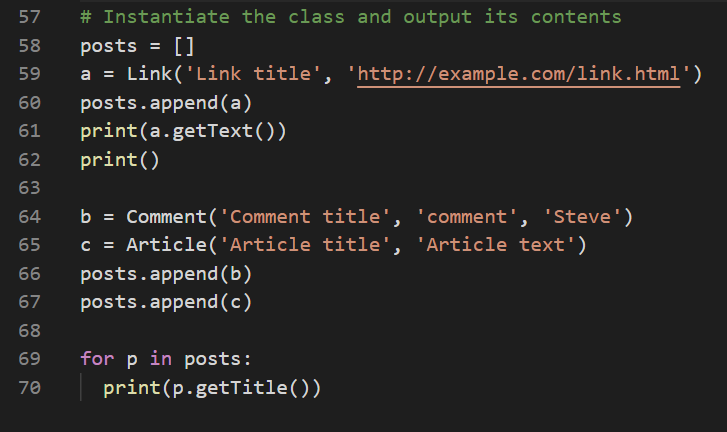 57 # Instantiate the class and output its contents
58 posts = []
59 a = Link('Link title', 'http://example.com/link.html')
60 posts.append(a)
61 print(a.getText())
62 print()
63
64 b = Comment('Comment title', 'comment', 'Steve')
65 c = Article('Article title', 'Article text')
66 posts.append(b)
67 posts.append(c)
68
69 for p in posts:
70   print(p.getTitle())